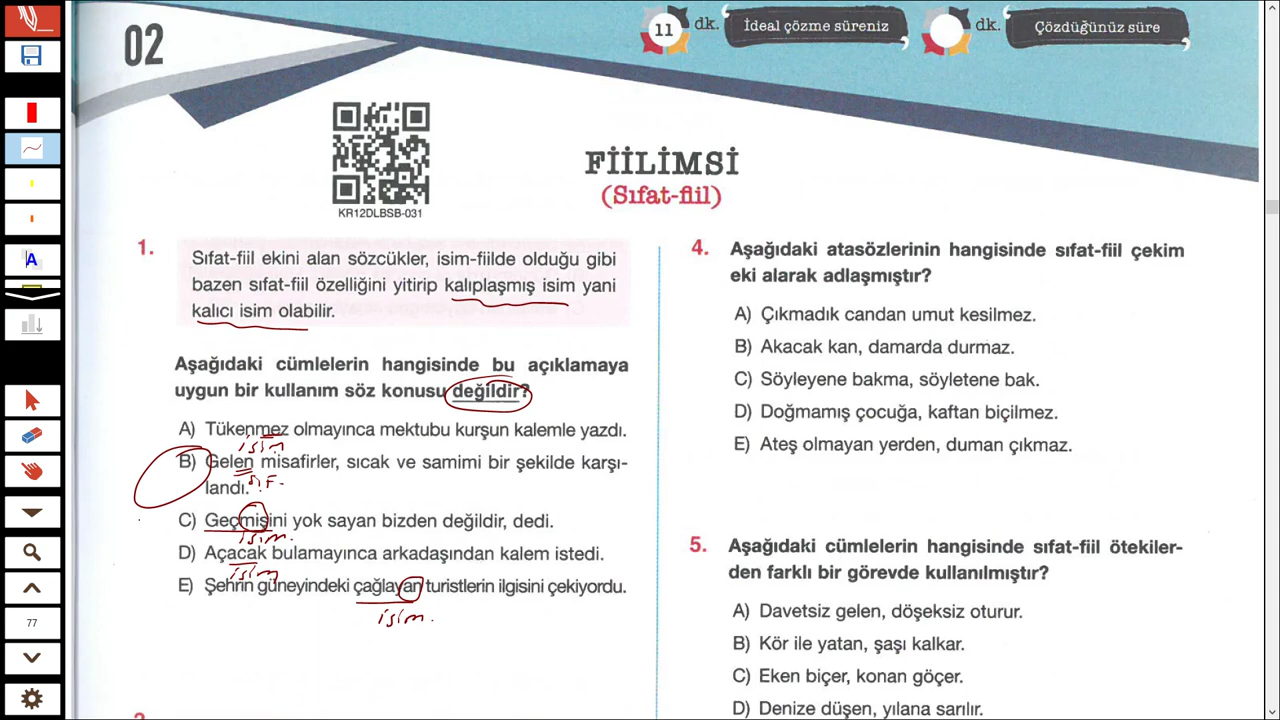 02
11
dk.
İdeal çözme süreniz
dk.
Çözdüğünüz süre
KR12DLBSB-031
FİİLİMSİ
(Sıfat-fiil)
1.
Sıfat-fiil ekini alan sözcükler, isim-fiilde olduğu gibi
bazen sıfat-fiil özelliğini yitirip kalıplaşmış isim yani
kalıcı isim olabilir.
Aşağıdaki cümlelerin hangisinde bu açıklamaya
uygun bir kullanım söz konusu değildir?
A) Tükenmez olmayınca mektubu kurşun kalemle yazdı.
isim
B) Gelen misafirler, sıcak ve samimi bir şekilde karşı-
landı.
sıf.
C) Geçmişini yok sayan bizden değildir, dedi.
isim.
D) Açacak bulamayınca arkadaşından kalem istedi.
isim
E) Şehrin güneyindeki çağlayan turistlerin ilgisini çekiyordu.
isim.
4.
Aşağıdaki atasözlerinin hangisinde sıfat-fiil çekim
eki alarak adlaşmıştır?
A) Çıkmadık candan umut kesilmez.
B) Akacak kan, damarda durmaz.
C) Söyleyene bakma, söyletene bak.
D) Doğmamış çocuğa, kaftan biçilmez.
E) Ateş olmayan yerden, duman çıkmaz.
5.
Aşağıdaki cümlelerin hangisinde sıfat-fiil ötekiler-
den farklı bir görevde kullanılmıştır?
A) Davetsiz gelen, döşeksiz oturur.
B) Kör ile yatan, şaşı kalkar.
C) Eken biçer, konan göçer.
D) Denize düşen, yılana sarılır.
A
77